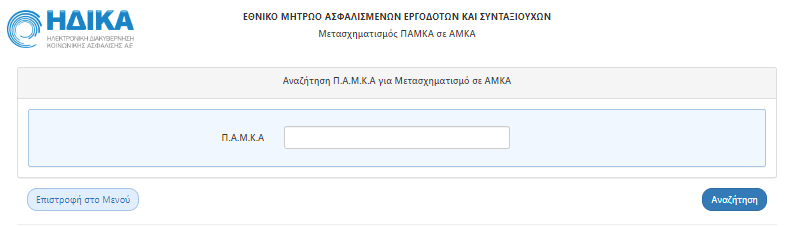 ΗΔΙΚΑ
ΗΛΕΚΤΡΟΝΙΚΗ ΔΙΑΚΥΒΕΡΝΗΣΗ
ΚΟΙΝΩΝΙΚΗΣ ΑΣΦΑΛΙΣΗΣ Α.Ε
ΕΘΝΙΚΟ ΜΗΤΡΩΟ ΑΣΦΑΛΙΣΜΕΝΩΝ ΕΡΓΟΔΟΤΩΝ ΚΑΙ ΣΥΝΤΑΞΙΟΥΧΩΝ
Μετασχηματισμός ΠΑΜΚΑ σε ΑΜΚΑ
Αναζήτηση Π.Α.Μ.Κ.Α για Μετασχηματισμό σε ΑΜΚΑ
Π.Α.Μ.Κ.Α
Επιστροφή στο Μενού
Αναζήτηση